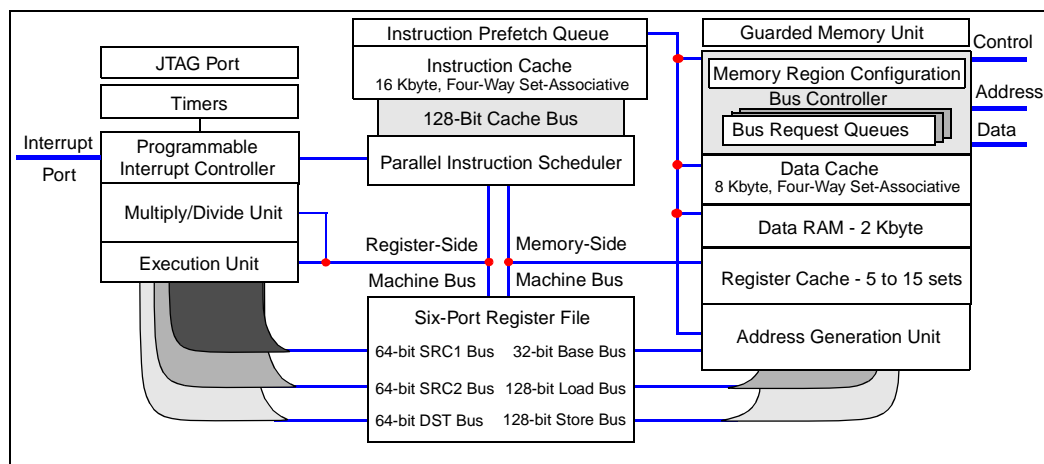 JTAG Port
Timers
Interrupt
Port
Programmable
Interrupt Controller
Multiply/Divide Unit
Execution Unit
Instruction Prefetch Queue
Instruction Cache
16 Kbyte, Four-Way Set-Associative
128-Bit Cache Bus
Parallel Instruction Scheduler
Register-Side
Machine Bus
Memory-Side
Machine Bus
Six-Port Register File
64-bit SRC1 Bus
32-bit Base Bus
64-bit SRC2 Bus
128-bit Load Bus
64-bit DST Bus
128-bit Store Bus
Guarded Memory Unit
Memory Region Configuration
Bus Controller
Bus Request Queues
Control
Address
Data
Data Cache
8 Kbyte, Four-Way Set-Associative
Data RAM - 2 Kbyte
Register Cache - 5 to 15 sets
Address Generation Unit